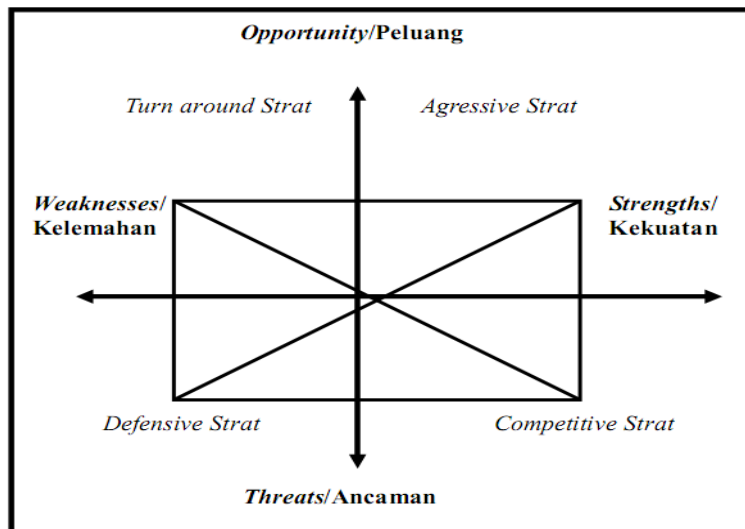 Opportunity/Peluang
Turn around Strat
Agressive Strat
Weaknesses/
Kelemahan
Strengths/
Kekuatan
Defensive Strat
Competitive Strat
Threats/Ancaman